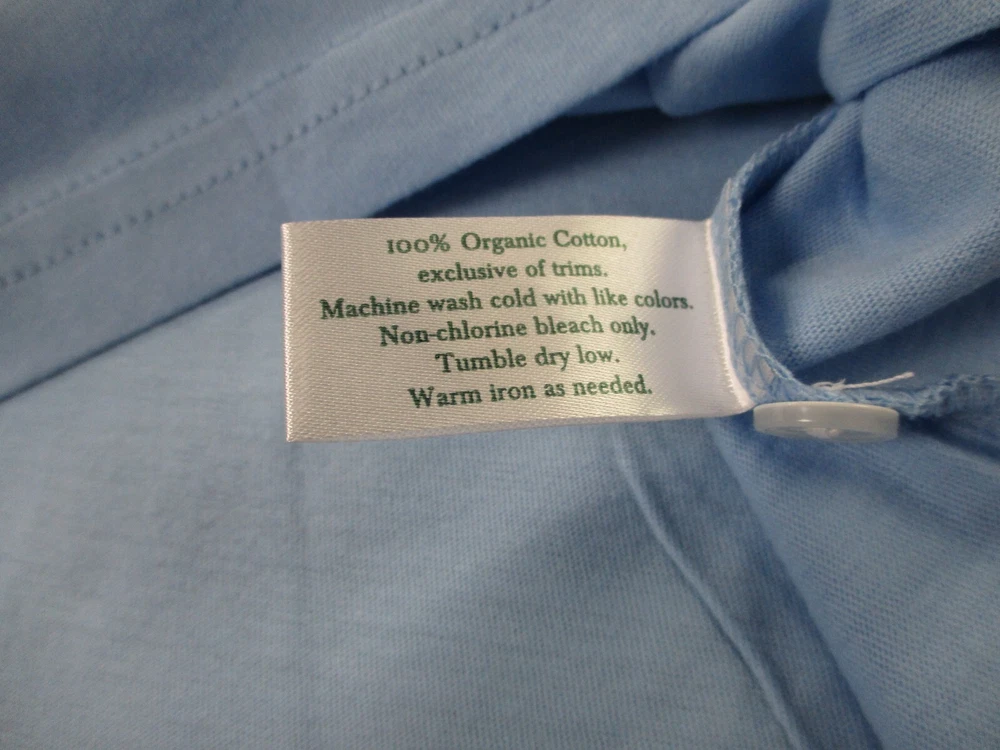 100% Organic Cotton,
exclusive of trims.
Machine wash cold with like colors.
Non-chlorine bleach only.
Tumble dry low.
Warm iron as needed.